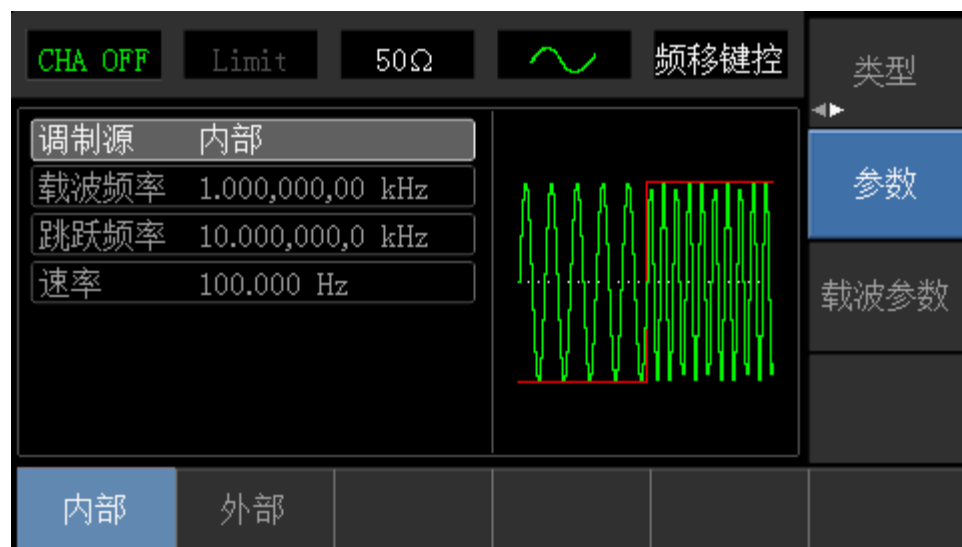 CHA OFF Limit 50Ω 频移键控
类型
调制源 内部
载波频率 1.000,000,00 kHz
跳跃频率 10.000,000,0 kHz
速率 100.000 Hz
参数
载波参数
内部 外部